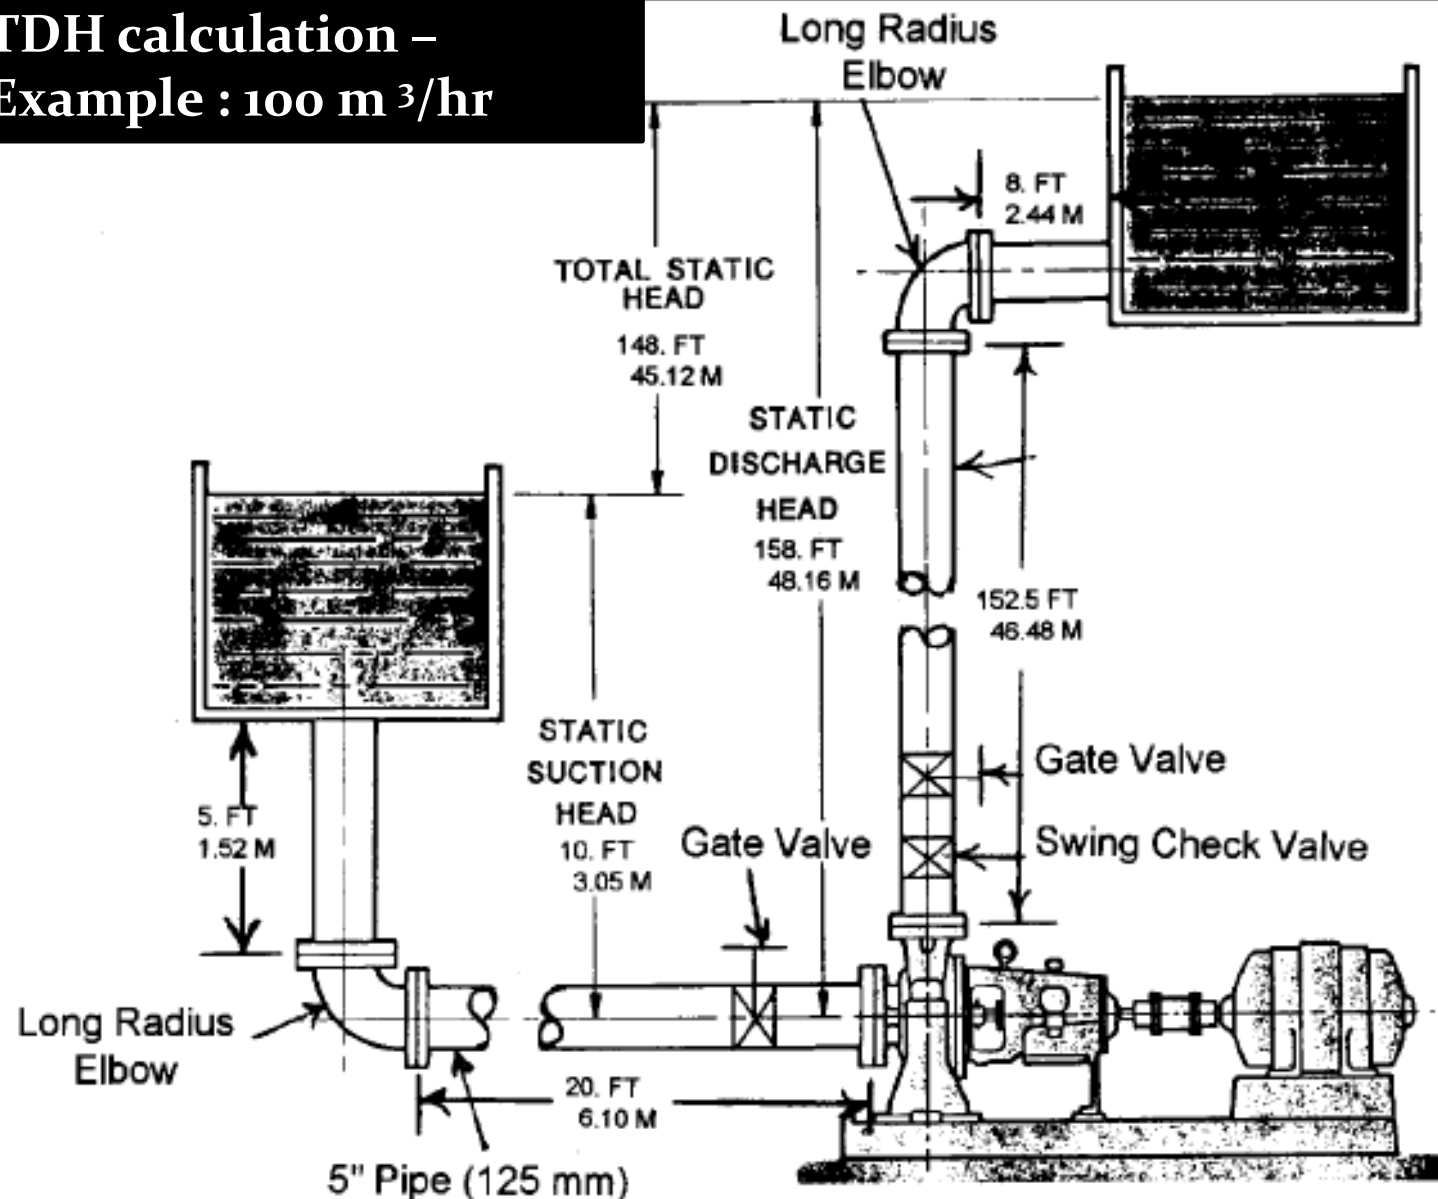 TDH calculation –
Example : 100 m ³/hr
Long Radius
Elbow
8. FT
2.44 M
TOTAL STATIC
HEAD
148. FT
45.12 M
STATIC
DISCHARGE
HEAD
158. FT
48.16 M
152.5 FT
46.48 M
STATIC
SUCTION
HEAD
10. FT
3.05 M
Gate Valve
Gate Valve
Swing Check Valve
5. FT
1.52 M
Long Radius
Elbow
20. FT
6.10 M
5" Pipe (125 mm)